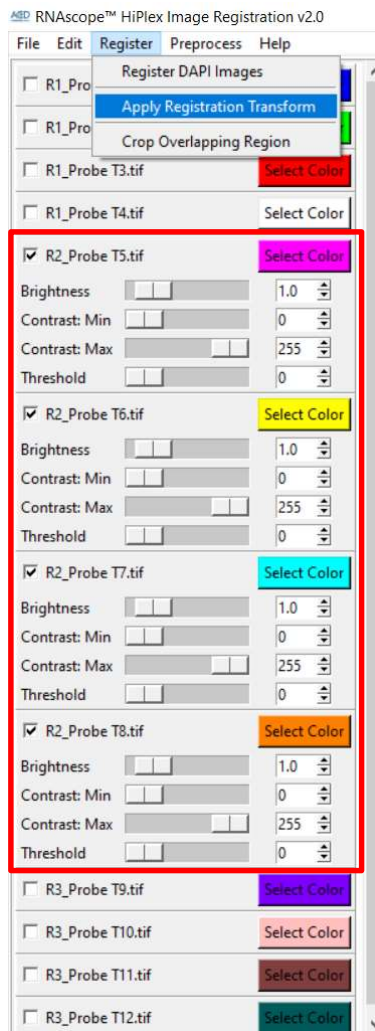 ACD RNAscope™ HiPlex Image Registration v2.0
File Edit Register Preprocess Help
Register DAPI Images
R1_Pro
Apply Registration Transform
R1_Pro
Crop Overlapping Region
R1_Probe T3.tif Select Color
R1_Probe T4.tif Select Color
R2_Probe T5.tif Select Color
Brightness 1.0
Contrast: Min 0
Contrast: Max 255
Threshold 0
R2_Probe T6.tif Select Color
Brightness 1.0
Contrast: Min 0
Contrast: Max 255
Threshold 0
R2_Probe T7.tif Select Color
Brightness 1.0
Contrast: Min 0
Contrast: Max 255
Threshold 0
R2_Probe T8.tif Select Color
Brightness 1.0
Contrast: Min 0
Contrast: Max 255
Threshold 0
R3_Probe T9.tif Select Color
R3_Probe T10.tif Select Color
R3_Probe T11.tif Select Color
R3_Probe T12.tif Select Color